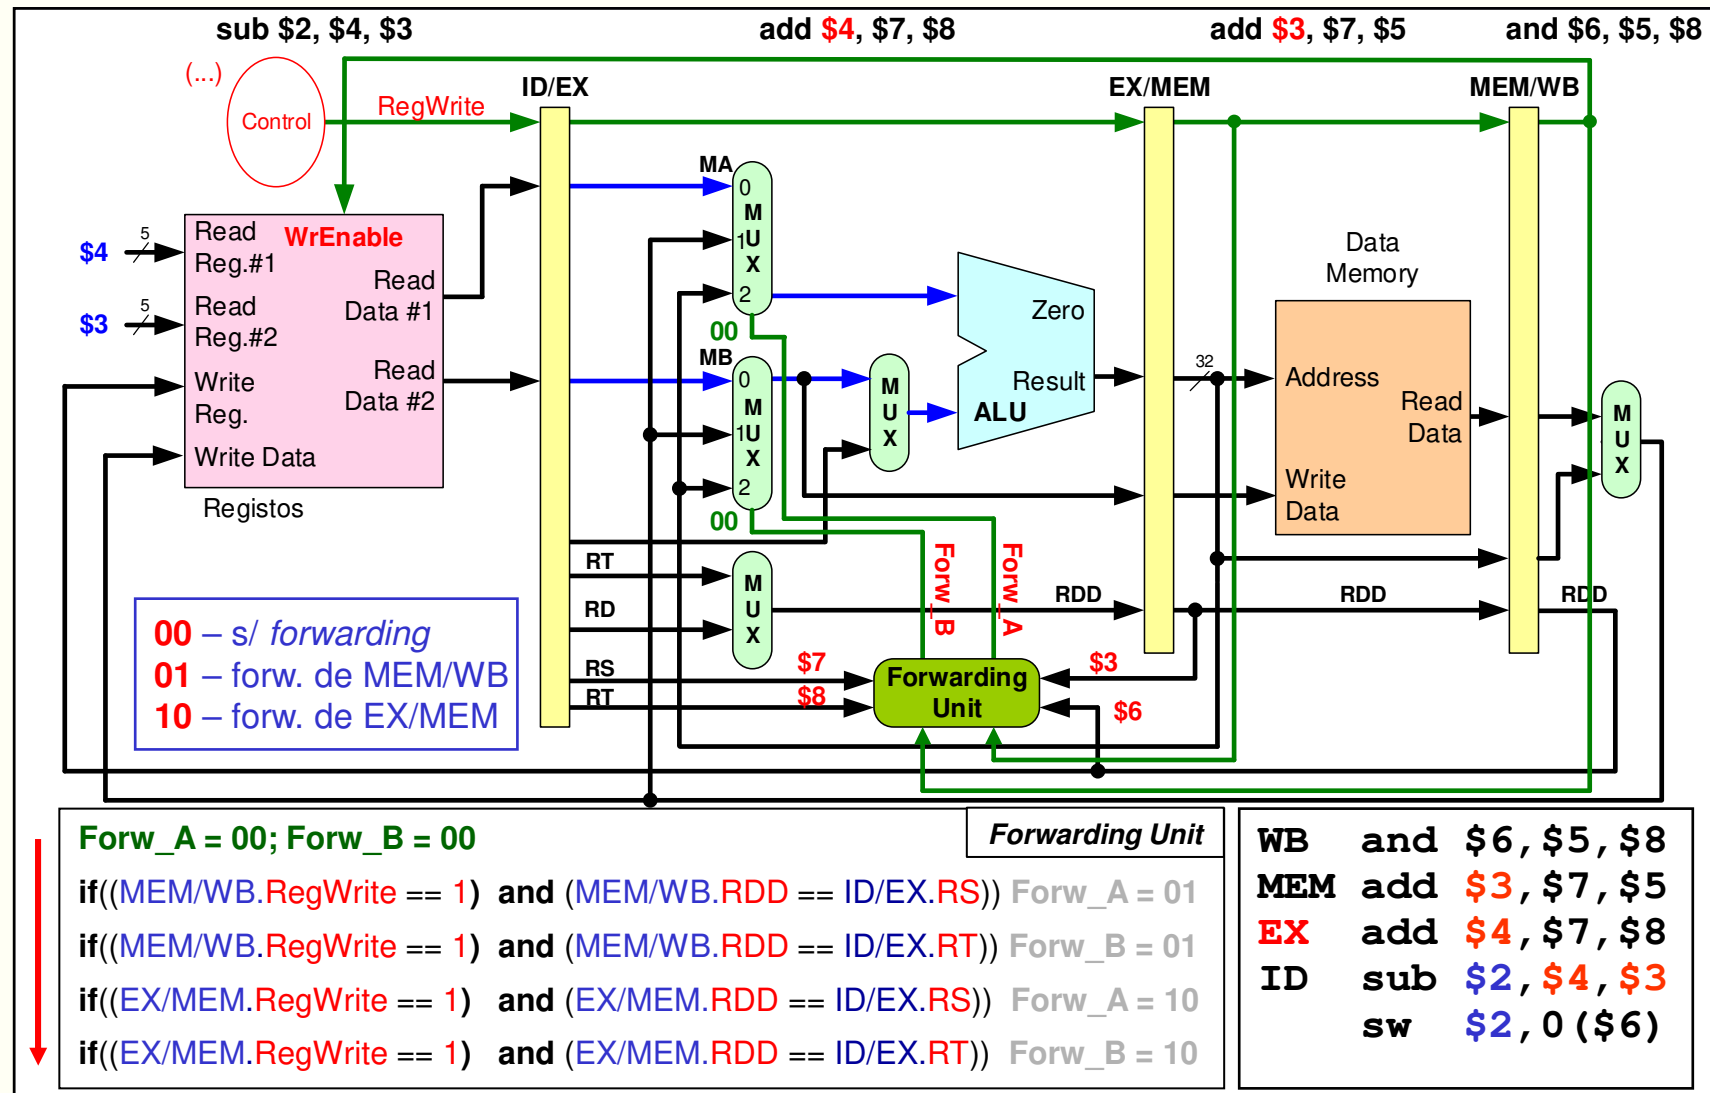 sub $2, $4, $3
add $4, $7, $8
add $3, $7, $5
and $6, $5, $8
(...)
Control
RegWrite
ID/EX
EX/MEM
MEM/WB
WrEnable
$4
5
Read
Reg.#1
$3
5
Read
Reg.#2
Write
Reg.
Write Data
Read
Data #1
Read
Data #2
Registos
MA
0
M
1U
X
2
00
MB
0
M
1U
X
2
00
M
U
X
Zero
Result
ALU
32
Data
Memory
Address
Read
Data
Write
Data
M
U
X
RT
RD
M
U
X
RDD
RDD
RDD
Forw_B
Forw_A
RS
RT
$7
$8
Forwarding
Unit
$3
$6
00 – s/ forwarding
01 – forw. de MEM/WB
10 – forw. de EX/MEM
Forw_A = 00; Forw_B = 00
Forwarding Unit
if((MEM/WB.RegWrite == 1) and (MEM/WB.RDD == ID/EX.RS)) Forw_A = 01
if((MEM/WB.RegWrite == 1) and (MEM/WB.RDD == ID/EX.RT)) Forw_B = 01
if((EX/MEM.RegWrite == 1) and (EX/MEM.RDD == ID/EX.RS)) Forw_A = 10
if((EX/MEM.RegWrite == 1) and (EX/MEM.RDD == ID/EX.RT)) Forw_B = 10
WB and $6,$5,$8
MEM add $3,$7,$5
EX add $4,$7,$8
ID sub $2,$4,$3
sw $2,0($6)